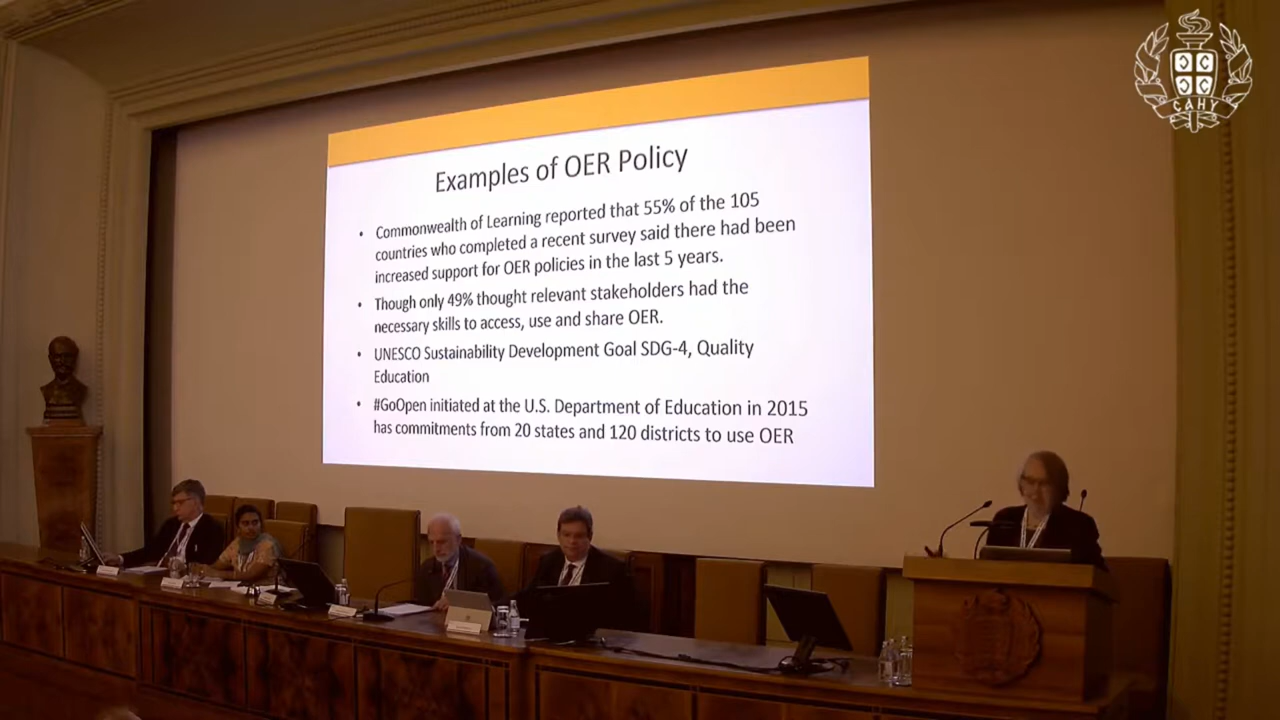 Examples of OER Policy
• Commonwealth of Learning reported that 55% of the 105
countries who completed a recent survey said there had been
increased support for OER policies in the last 5 years.
• Though only 49% thought relevant stakeholders had the
necessary skills to access, use and share OER.
• UNESCO Sustainability Development Goal SDG-4, Quality
Education
• #GoOpen initiated at the U.S. Department of Education in 2015
has commitments from 20 states and 120 districts to use OER
САНУ